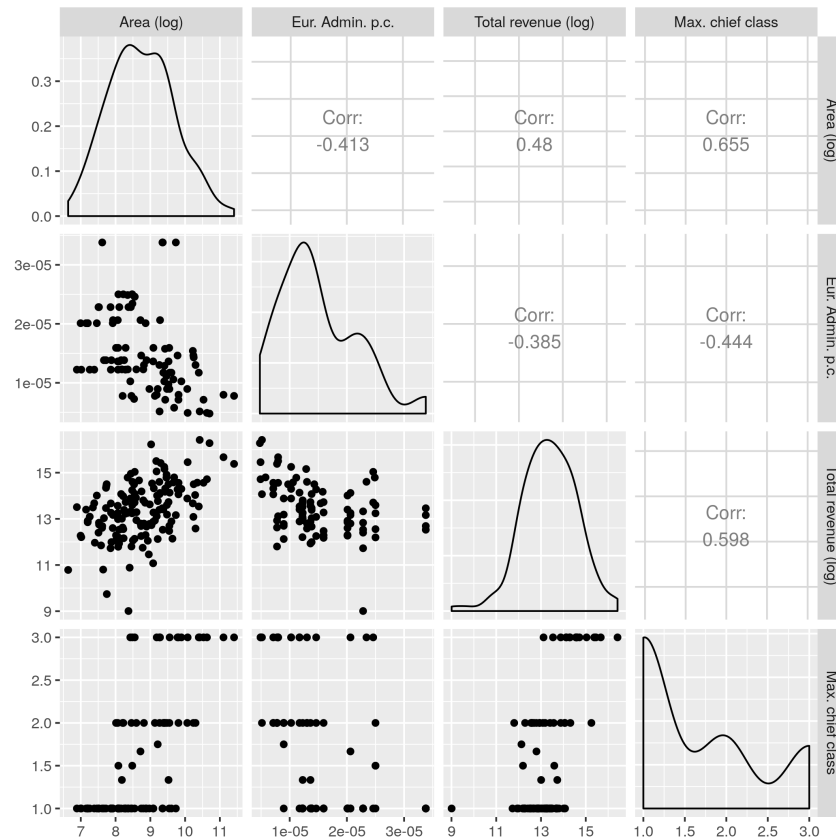 Area (log) Eur. Admin. p.c. Total revenue (log) Max. chief class
0.3
0.2
0.1
0.0
Corr:
-0.413
Corr:
0.48
Corr:
0.655
Area (log)
3e-05
2e-05
1e-05
Corr:
-0.385
Corr:
-0.444
Eur. Admin. p.c.
15
13
11
9
Corr:
0.598
Total revenue (log)
3.0
2.5
2.0
1.5
1.0
Max. chief class
7 8 9 10 11 1e-05 2e-05 3e-05 9 11 13 15 1.0 1.5 2.0 2.5 3.0